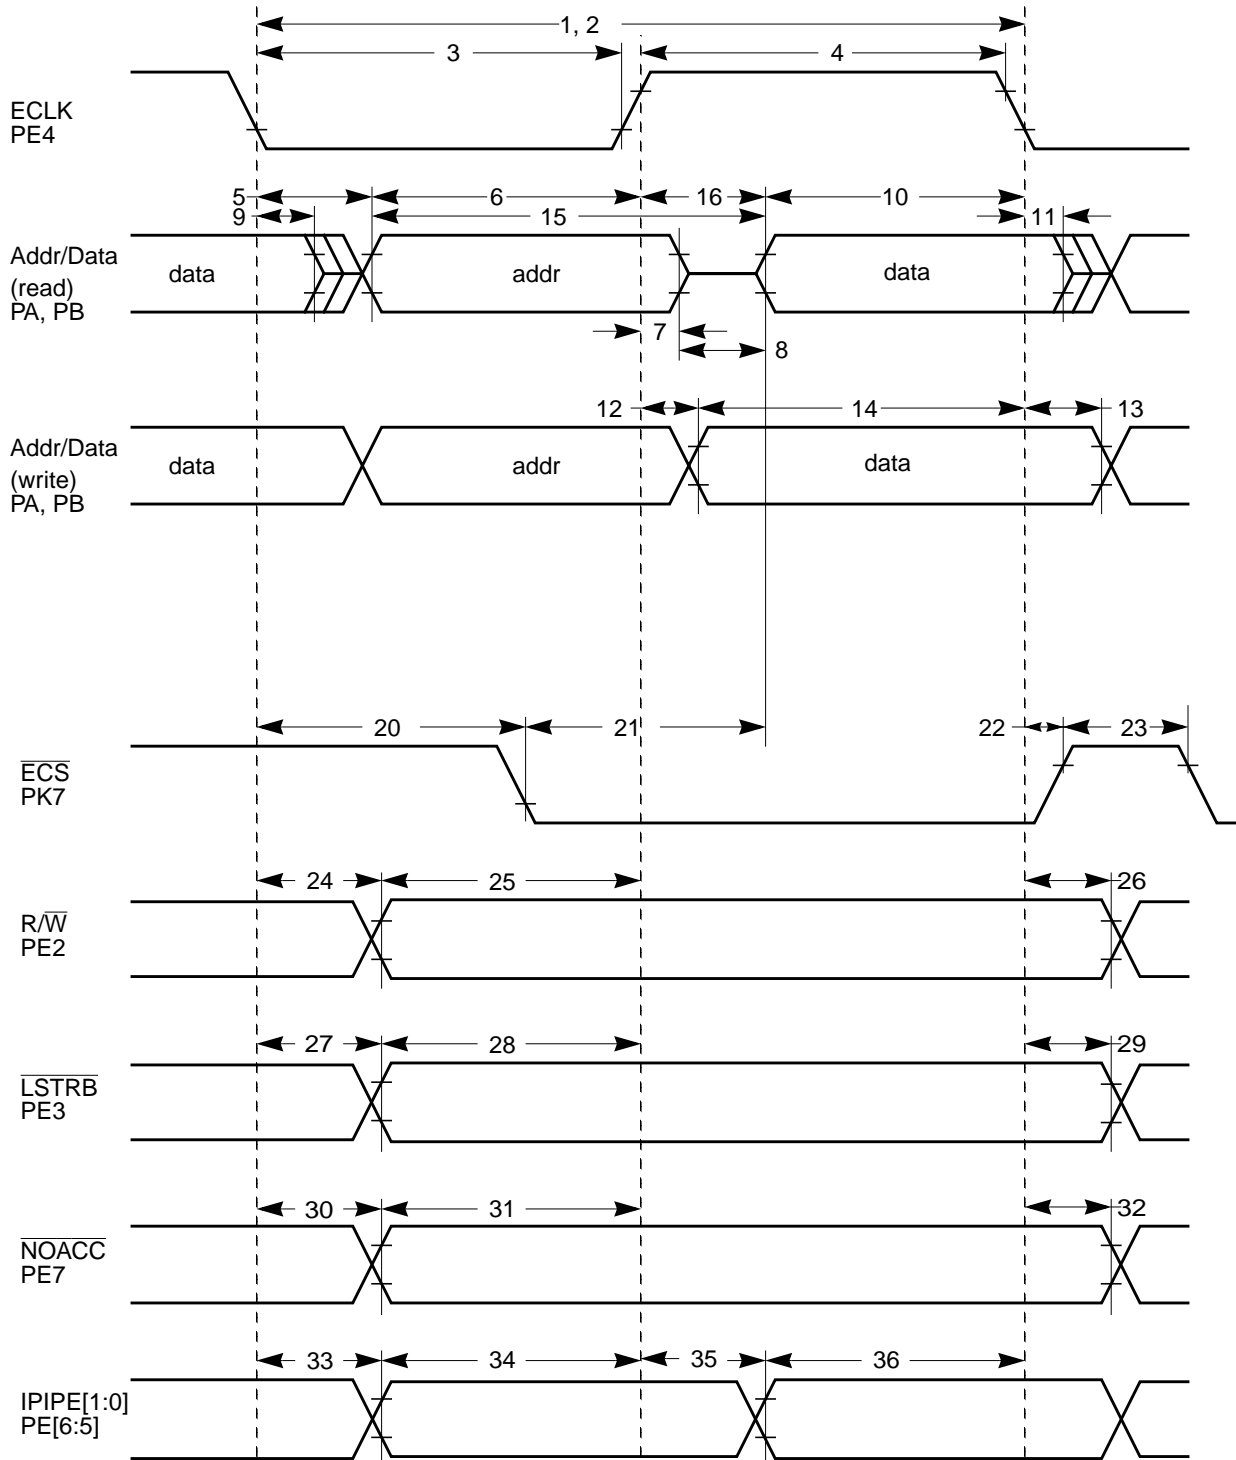 1, 2
3
4
ECLK
PE4
5
6
16
10
9
15
11
Addr/Data
(read)
PA, PB
data
addr
data
7
8
12
14
13
Addr/Data
(write)
PA, PB
data
addr
data
20
21
22
23
ECS
PK7
24
25
26
R/W
PE2
27
28
29
LSTRB
PE3
30
31
32
NOACC
PE7
33
34
35
36
IPIPE[1:0]
PE[6:5]